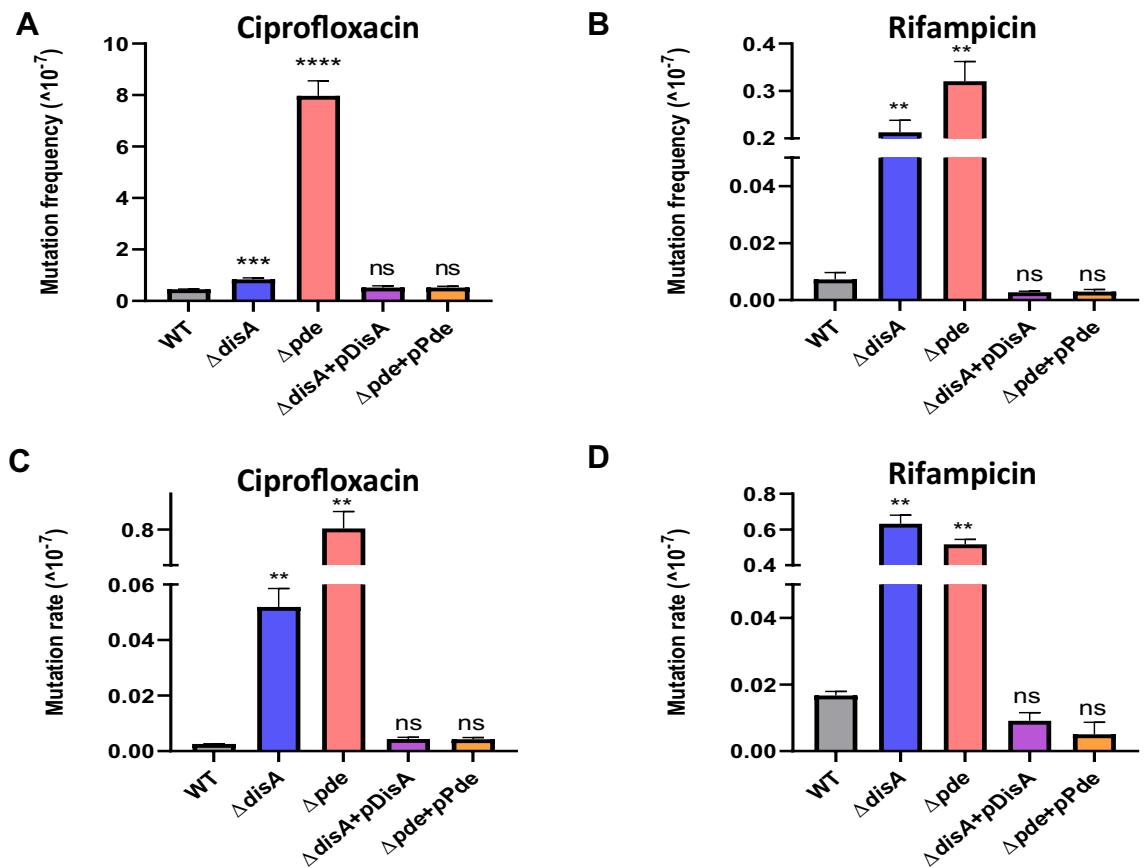 A
Ciprofloxacin
Mutation frequency (^10⁻⁷)
10
8
6
4
2
0
***
****
ns
ns
WT
ΔdisA
Δpde
ΔdisA+pDisA
Δpde+pPde
B
Rifampicin
Mutation frequency (^10⁻⁷)
0.4
0.3
0.2
0.04
0.02
0.00
**
**
ns
ns
WT
ΔdisA
Δpde
ΔdisA+pDisA
Δpde+pPde
C
Ciprofloxacin
Mutation rate (^10⁻⁷)
0.8
0.06
0.04
0.02
0.00
**
**
ns
ns
WT
ΔdisA
Δpde
ΔdisA+pDisA
Δpde+pPde
D
Rifampicin
Mutation rate (^10⁻⁷)
0.8
0.6
0.4
0.04
0.02
0.00
**
**
ns
ns
WT
ΔdisA
Δpde
ΔdisA+pDisA
Δpde+pPde